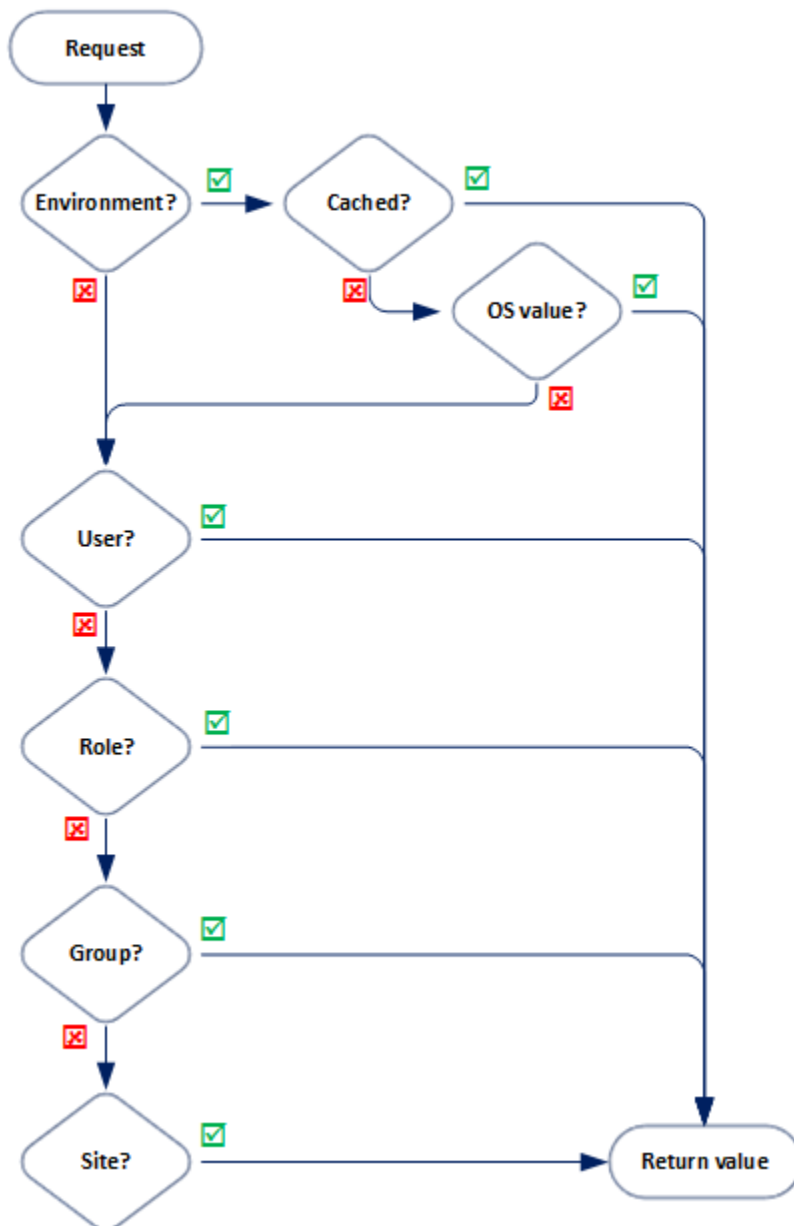 Request
Environment?
Cached?
OS value?
User?
Role?
Group?
Site?
Return value